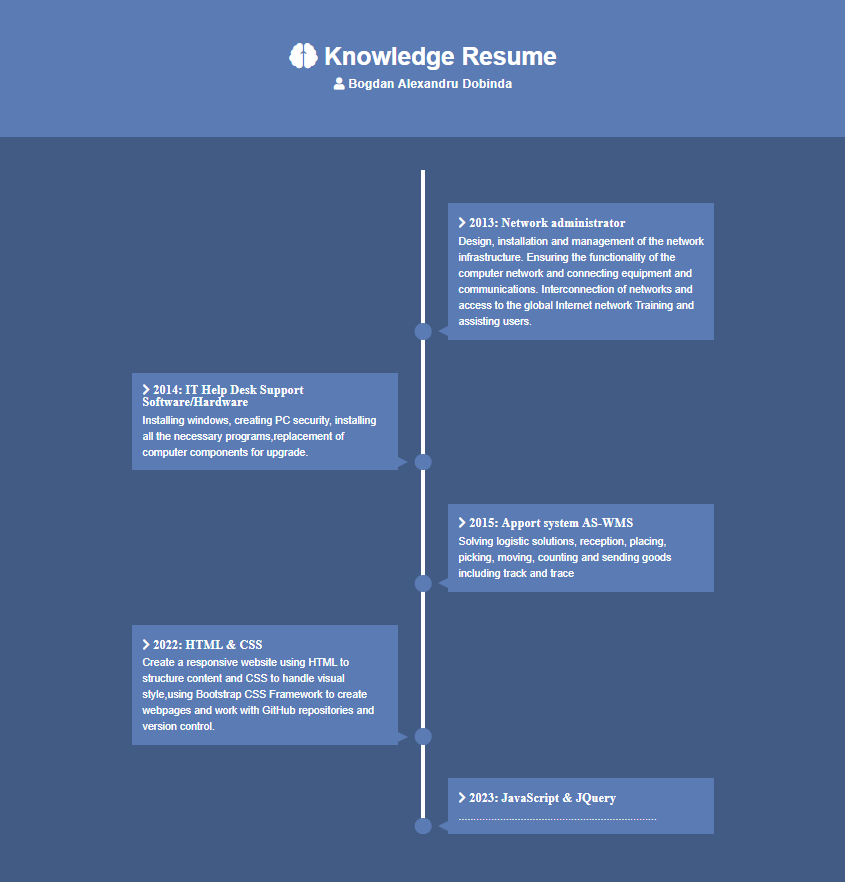 Knowledge Resume
Bogdan Alexandru Dobinda
2013: Network administrator
Design, installation and management of the network
infrastructure. Ensuring the functionality of the
computer network and connecting equipment and
communications. Interconnection of networks and
access to the global Internet network Training and
assisting users.
2014: IT Help Desk Support
Software/Hardware
Installing windows, creating PC security, installing
all the necessary programs,replacement of
computer components for upgrade.
2015: Apport system AS-WMS
Solving logistic solutions, reception, placing,
picking, moving, counting and sending goods
including track and trace
2022: HTML & CSS
Create a responsive website using HTML to
structure content and CSS to handle visual
style,using Bootstrap CSS Framework to create
webpages and work with GitHub repositories and
version control.
2023: JavaScript & JQuery
..................................................................